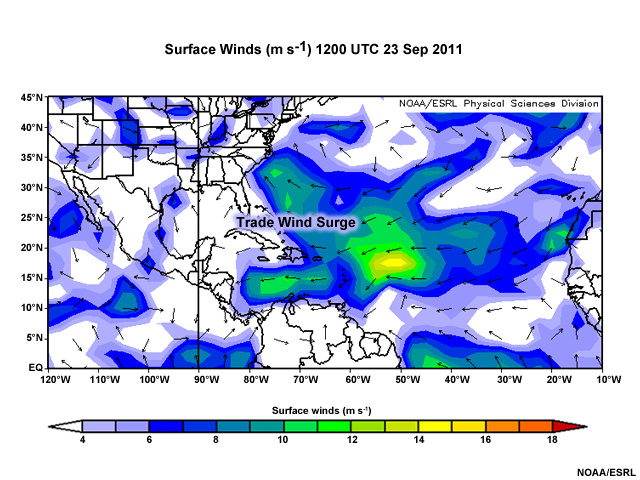 Surface Winds (m s-1) 1200 UTC 23 Sep 2011
NOAA/ESRL Physical Sciences Division
45°N
40°N
35°N
30°N
25°N
20°N
15°N
10°N
5°N
EQ
Trade Wind Surge
120°W 110°W 100°W 90°W 80°W 70°W 60°W 50°W 40°W 30°W 20°W 10°W
Surface winds (m s-1)
4 6 8 10 12 14 16 18
NOAA/ESRL